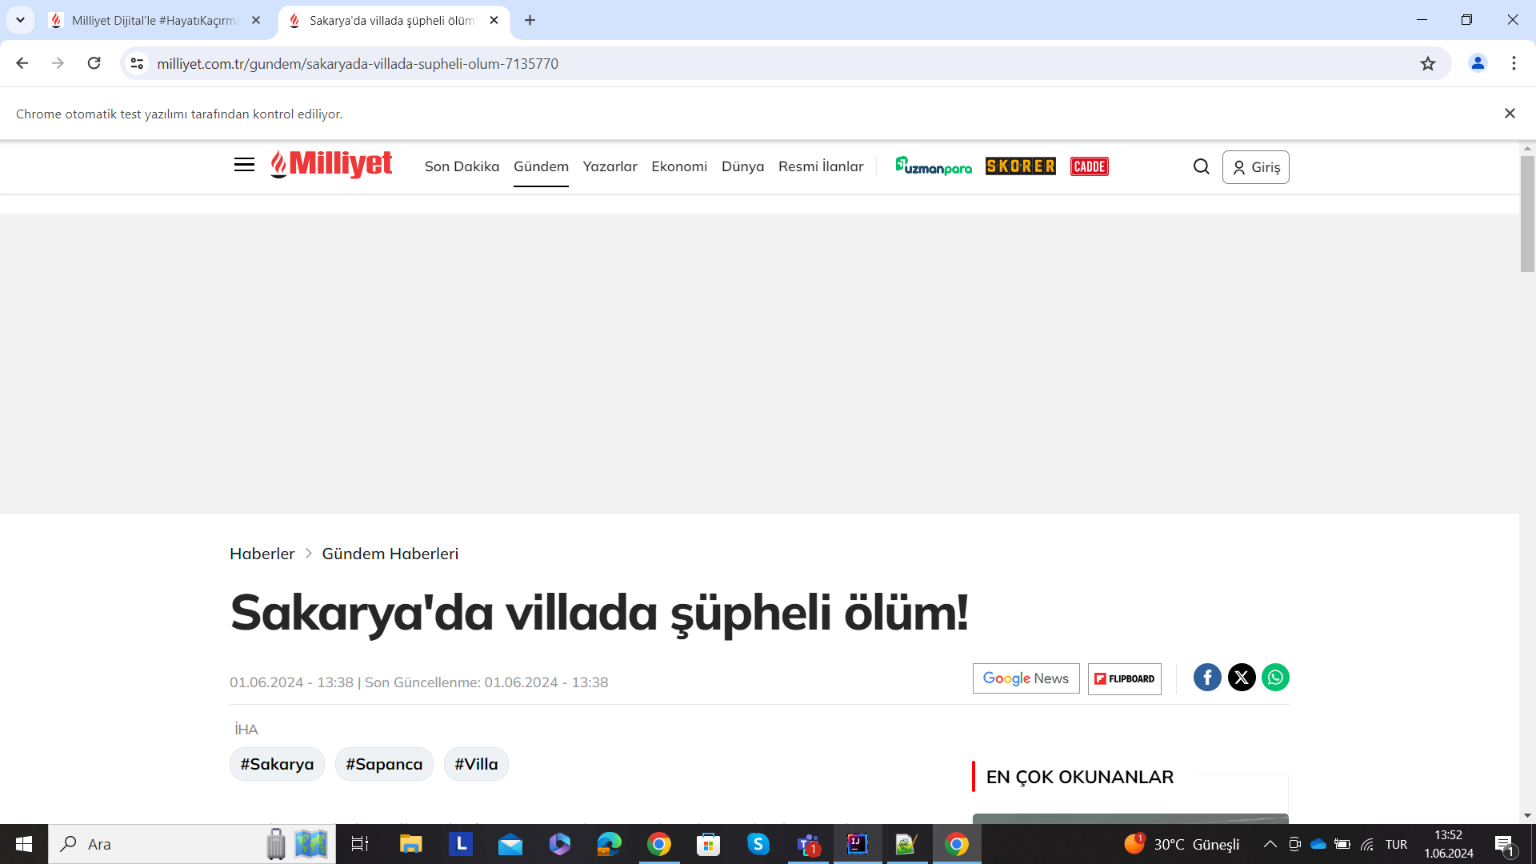 Milliyet Dijital'le #HayatıKaçırma
Sakarya'da villada şüpheli ölüm!
milliyet.com.tr/gundem/sakaryada-villada-supheli-olum-7135770
Chrome otomatik test yazılımı tarafından kontrol ediliyor.
Milliyet Son Dakika Gündem Yazarlar Ekonomi Dünya Resmi İlanlar uzmanpara SKORER CADDE Giriş
Haberler > Gündem Haberleri
Sakarya'da villada şüpheli ölüm!
01.06.2024 - 13:38 | Son Güncellenme: 01.06.2024 - 13:38
Google News FLIPBOARD
İHA
#Sakarya #Sapanca #Villa
EN ÇOK OKUNANLAR
Ara
30°C Güneşli
TUR
13:52
1.06.2024